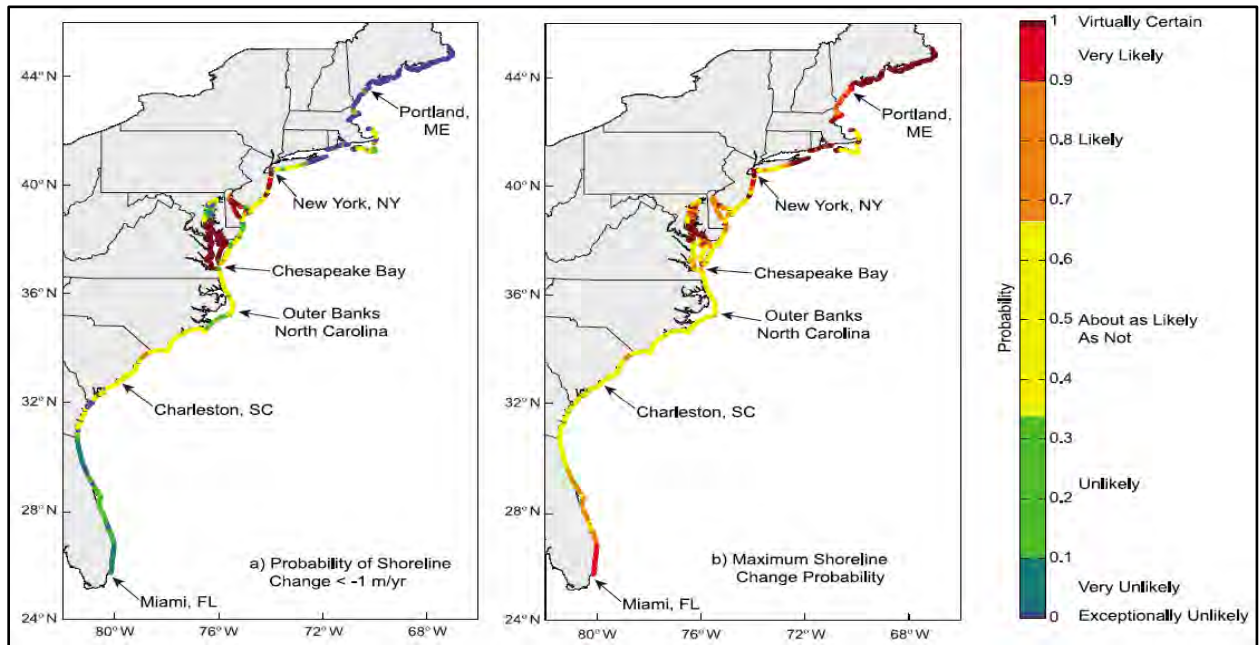 44°N
40°N
36°N
32°N
28°N
24°N
80°W
76°W
72°W
68°W
Portland,
ME
New York, NY
Chesapeake Bay
Outer Banks
North Carolina
Charleston, SC
Miami, FL
a) Probability of Shoreline
Change < -1 m/yr
44°N
40°N
36°N
32°N
28°N
24°N
80°W
76°W
72°W
68°W
Portland,
ME
New York, NY
Chesapeake Bay
Outer Banks
North Carolina
Charleston, SC
Miami, FL
b) Maximum Shoreline
Change Probability
Probability
1
0.9
0.8
0.7
0.6
0.5
0.4
0.3
0.2
0.1
0
Virtually Certain
Very Likely
Likely
About as Likely
As Not
Unlikely
Very Unlikely
Exceptionally Unlikely